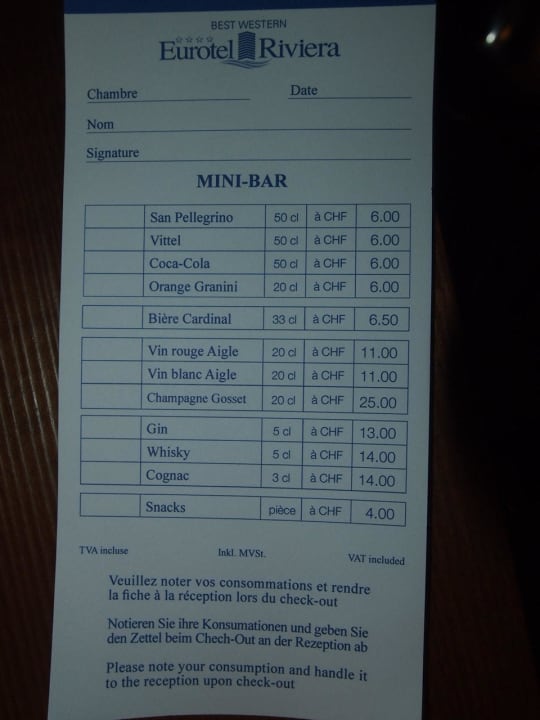 BEST WESTERN
Eurotel Riviera
Chambre Date
Nom
Signature
MINI-BAR
San Pellegrino 50 cl à CHF 6.00
Vittel 50 cl à CHF 6.00
Coca-Cola 50 cl à CHF 6.00
Orange Granini 20 cl à CHF 6.00
Bière Cardinal 33 cl à CHF 6.50
Vin rouge Aigle 20 cl à CHF 11.00
Vin blanc Aigle 20 cl à CHF 11.00
Champagne Gosset 20 cl à CHF 25.00
Gin 5 cl à CHF 13.00
Whisky 5 cl à CHF 14.00
Cognac 3 cl à CHF 14.00
Snacks pièce à CHF 4.00
TVA incluse Inkl. MVSt. VAT included
Veuillez noter vos consommations et rendre
la fiche à la réception lors du check-out
Notieren Sie ihre Konsumationen und geben Sie
den Zettel beim Chech-Out an der Rezeption ab
Please note your consumption and handle it
to the reception upon check-out